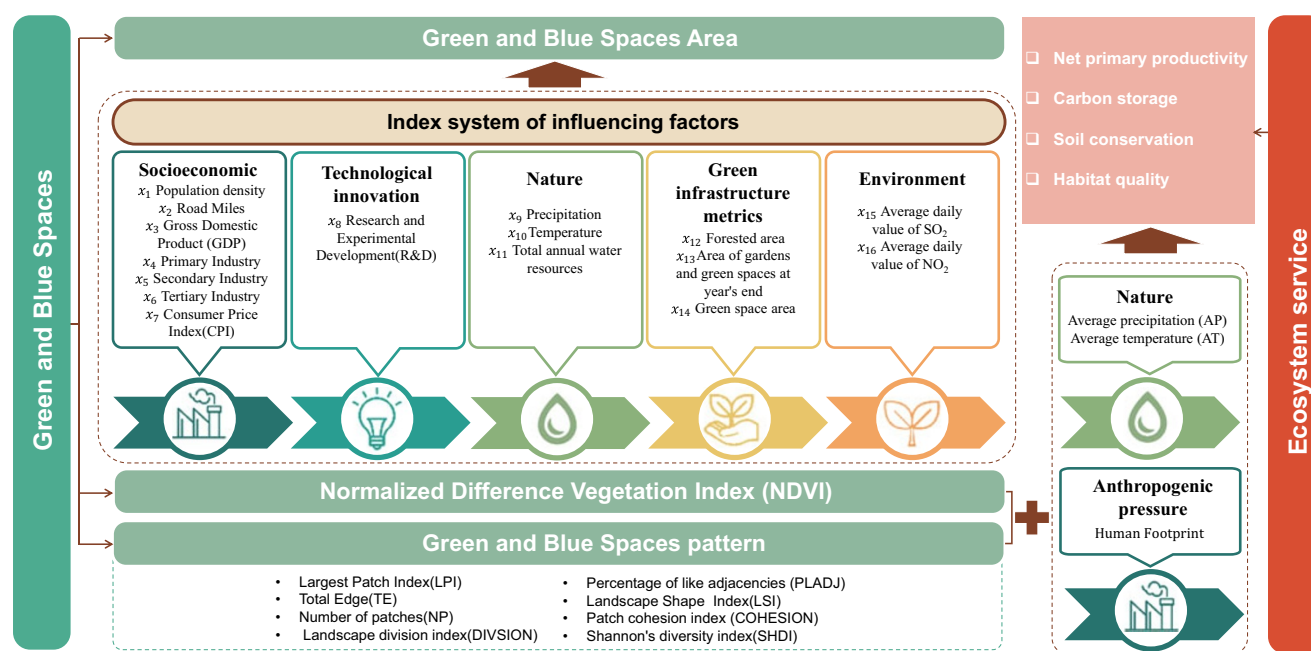 Green and Blue Spaces
Green and Blue Spaces Area
Index system of influencing factors
Socioeconomic
x₁ Population density
x₂ Road Miles
x₃ Gross Domestic
Product (GDP)
x₄ Primary Industry
x₅ Secondary Industry
x₆ Tertiary Industry
x₇ Consumer Price
Index(CPI)
Technological
innovation
x₈ Research and
Experimental
Development(R&D)
Nature
x₉ Precipitation
x₁₀Temperature
x₁₁ Total annual water
resources
Green
infrastructure
metrics
x₁₂ Forested area
x₁₃Area of gardens
and green spaces at
year's end
x₁₄ Green space area
Environment
x₁₅ Average daily
value of SO₂
x₁₆ Average daily
value of NO₂
Normalized Difference Vegetation Index (NDVI)
Green and Blue Spaces pattern
• Largest Patch Index(LPI)
• Total Edge(TE)
• Number of patches(NP)
• Landscape division index(DIVSION)
• Percentage of like adjacencies (PLADJ)
• Landscape Shape Index(LSI)
• Patch cohesion index (COHESION)
• Shannon's diversity index(SHDI)
❑ Net primary productivity
❑ Carbon storage
❑ Soil conservation
❑ Habitat quality
Nature
Average precipitation (AP)
Average temperature (AT)
Anthropogenic
pressure
Human Footprint
Ecosystem service